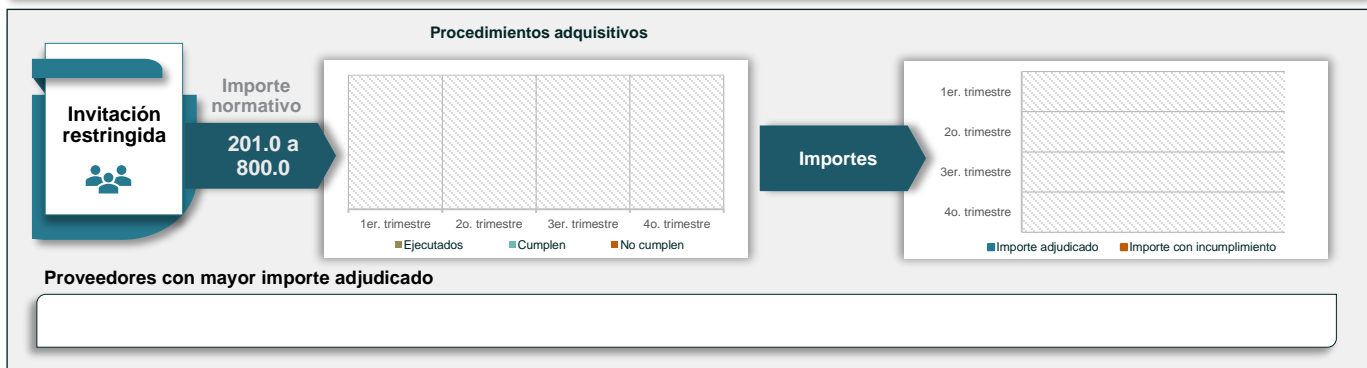 Procedimientos adquisitivos
Invitación
restringida
Importe
normativo
201.0 a
800.0
1er. trimestre
2o. trimestre
3er. trimestre
4o. trimestre
Ejecutados
Cumplen
No cumplen
Importes
1er. trimestre
2o. trimestre
3er. trimestre
4o. trimestre
Importe adjudicado
Importe con incumplimiento
Proveedores con mayor importe adjudicado